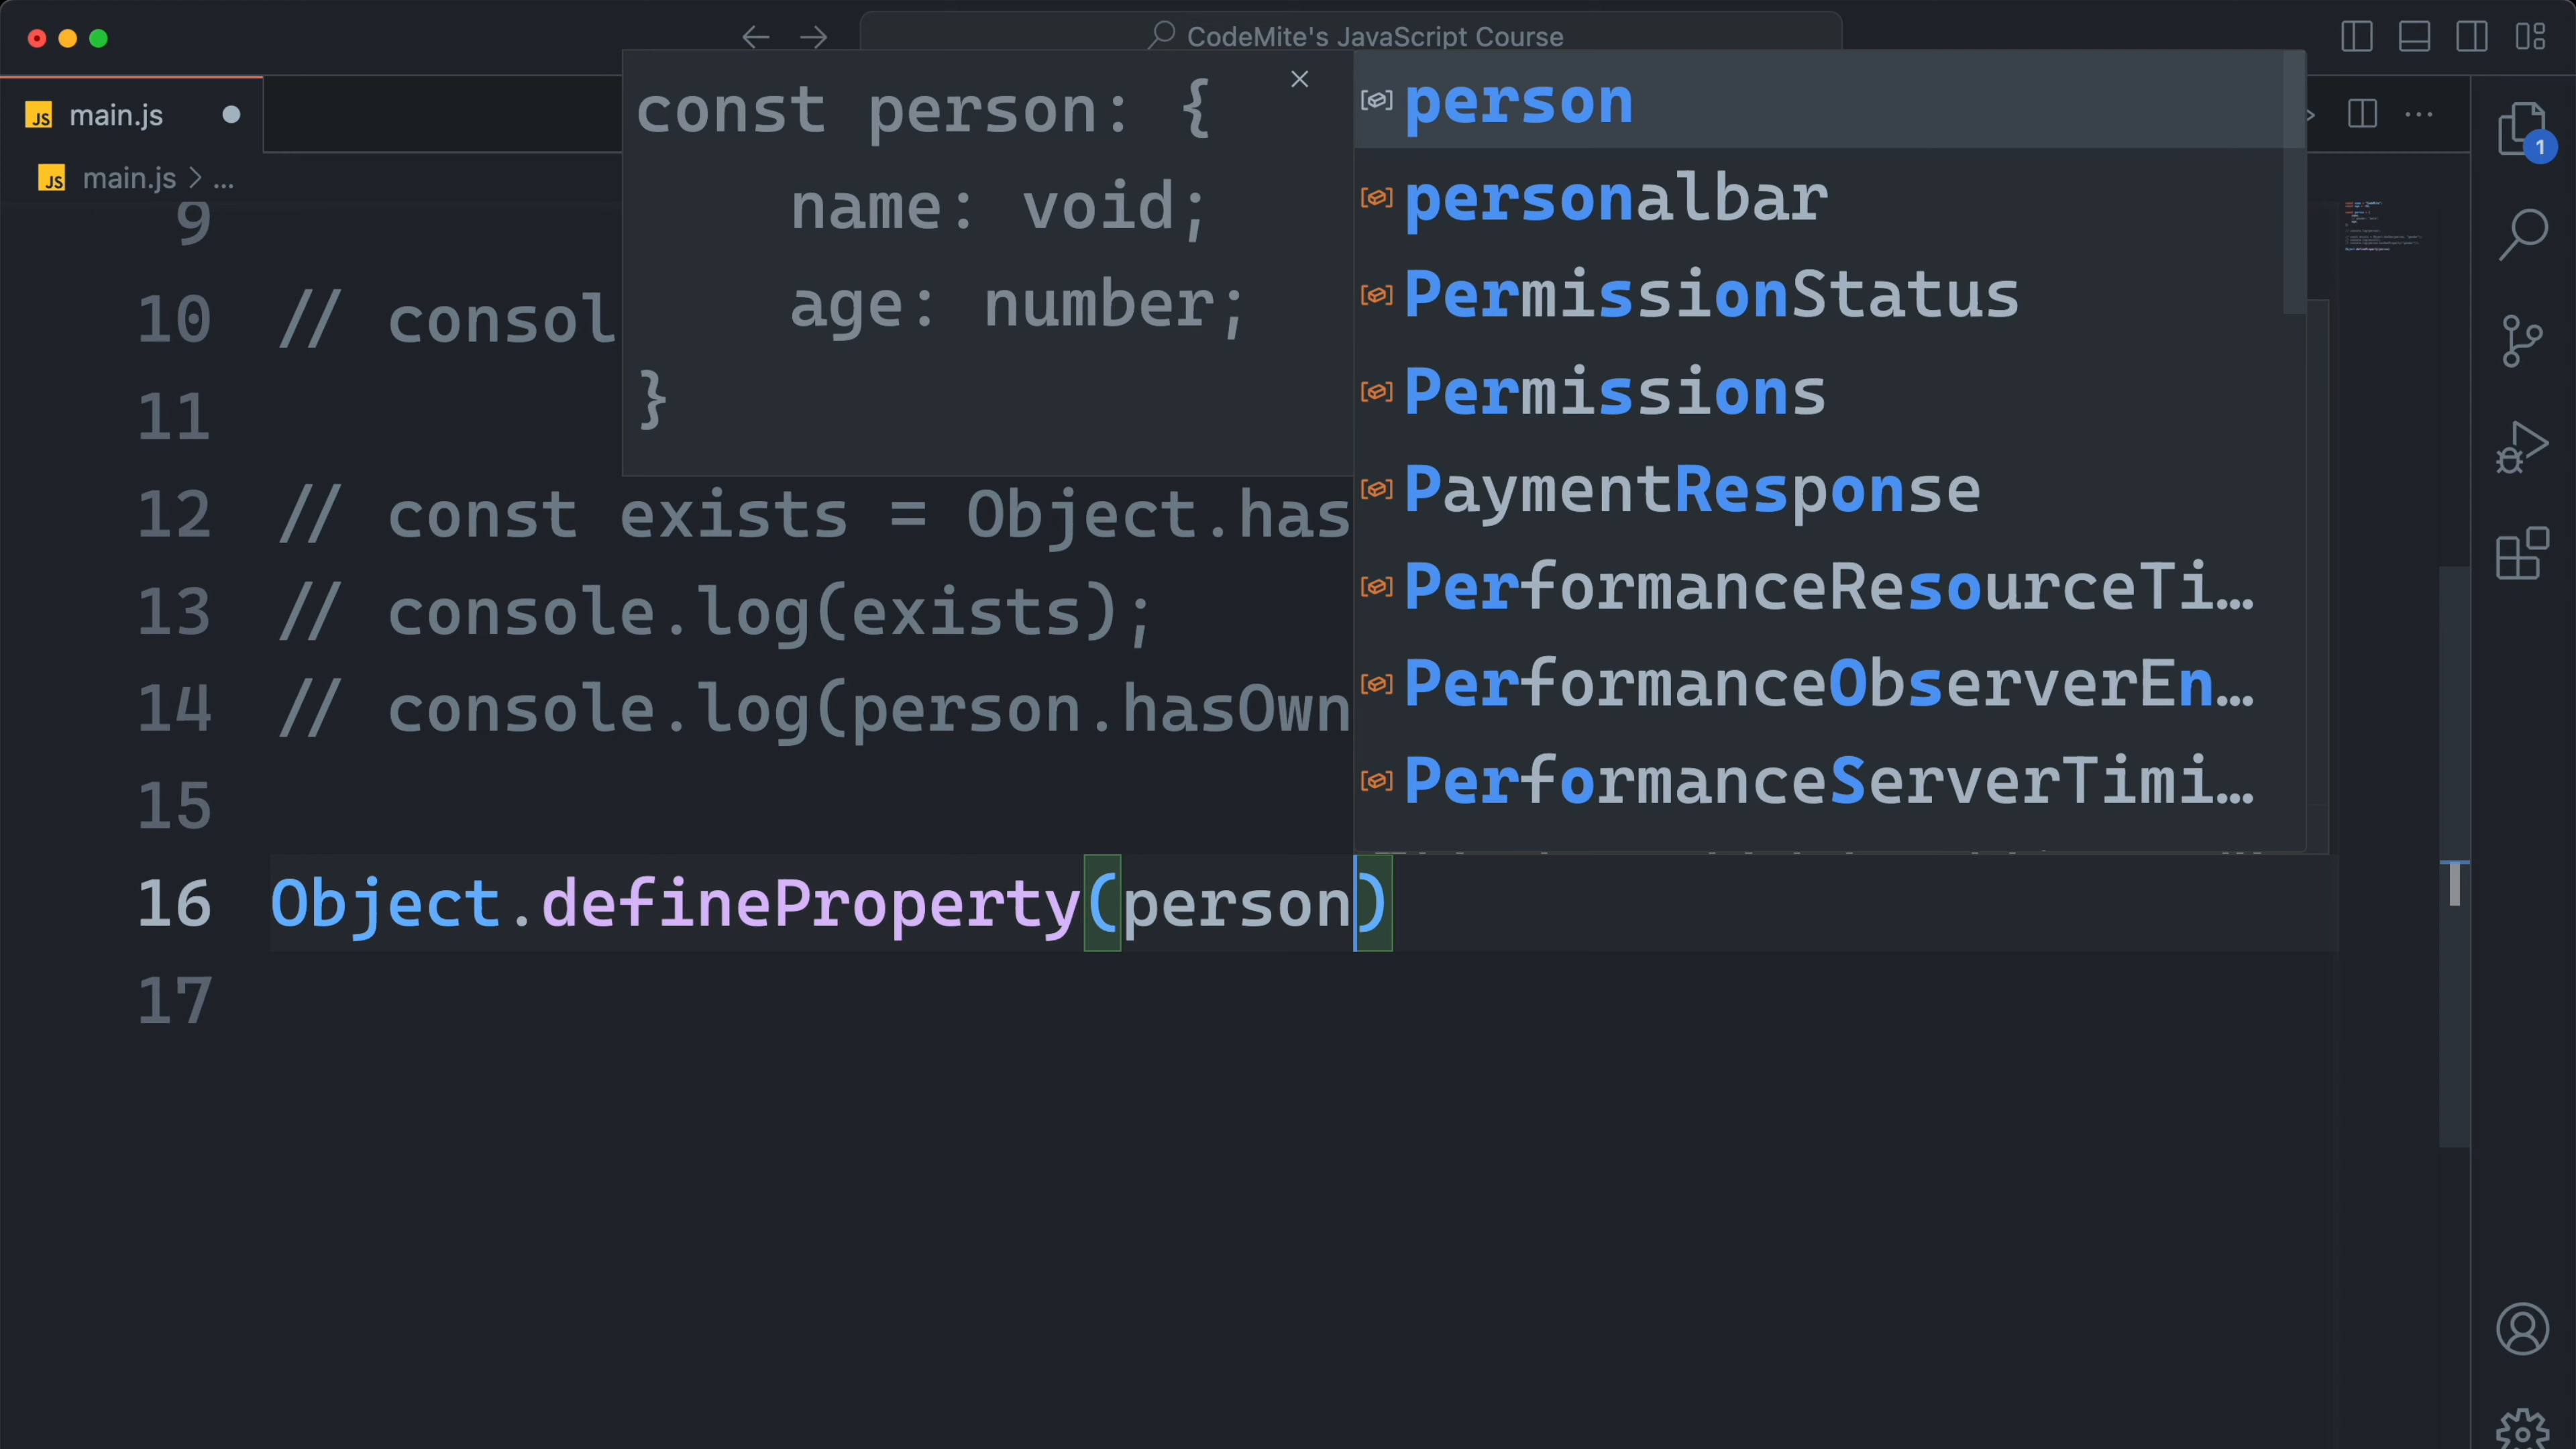 CodeMite's JavaScript Course
JS main.js
JS main.js > ...
1
const person: {
name: void;
age: number;
}
person
personalbar
PermissionStatus
Permissions
PaymentResponse
PerformanceResourceTi...
PerformanceObserverEn...
PerformanceServerTimi...
9
10 // consol
11
12 // const exists = Object.has
13 // console.log(exists);
14 // console.log(person.hasOwn
15
16 Object.defineProperty(person)
17